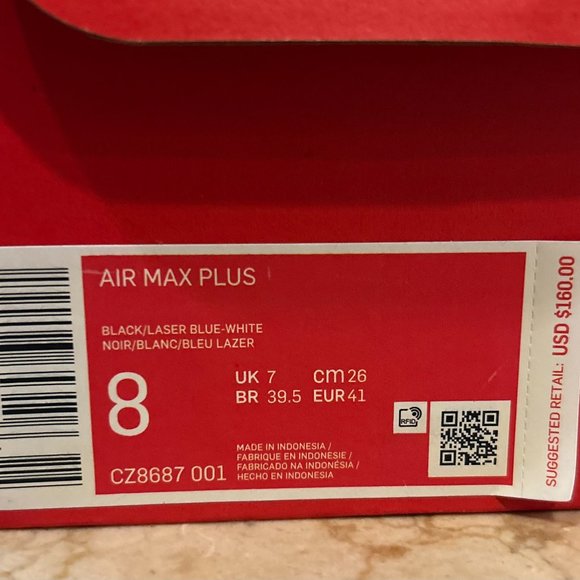 AIR MAX PLUS
BLACK/LASER BLUE-WHITE
NOIR/BLANC/BLEU LAZER
8
UK 7 cm 26
BR 39.5 EUR 41
RFID
MADE IN INDONESIA /
FABRIQUE EN INDONESIE /
FABRICADO NA INDONÉSIA /
HECHO EN INDONESIA
CZ8687 001
SUGGESTED RETAIL: USD $160.00